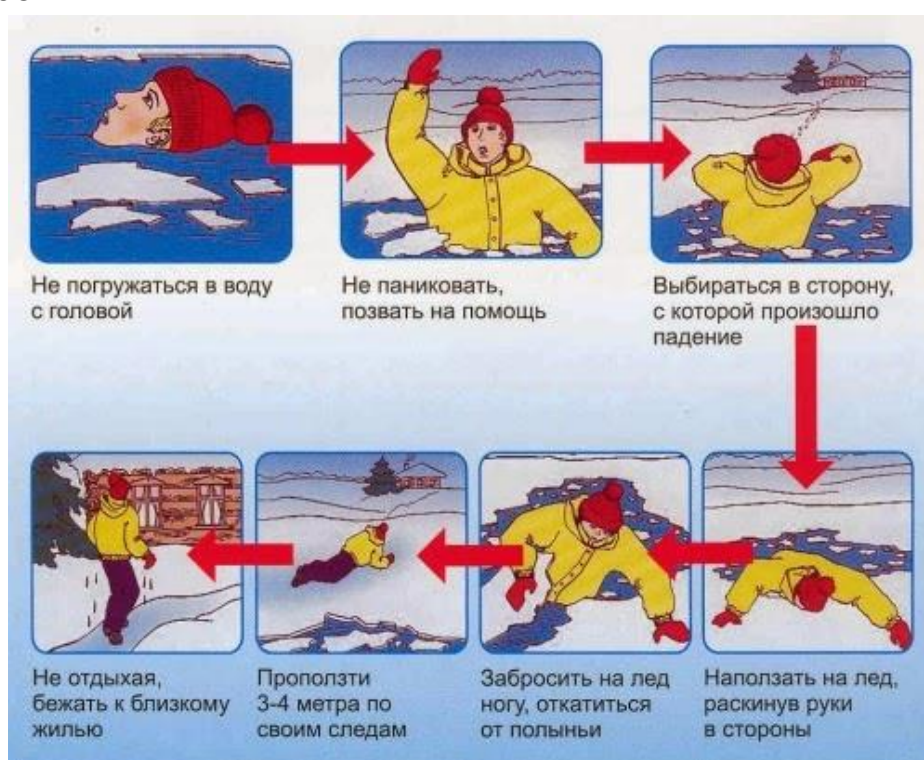 Не погружаться в воду
с головой
Не паниковать,
позвать на помощь
Выбираться в сторону,
с которой произошло
падение
Наползать на лед,
раскинув руки
в стороны
Забросить на лед
ногу, откатиться
от полыньи
Проползти
3-4 метра по
своим следам
Не отдыхая,
бежать к близкому
жилью